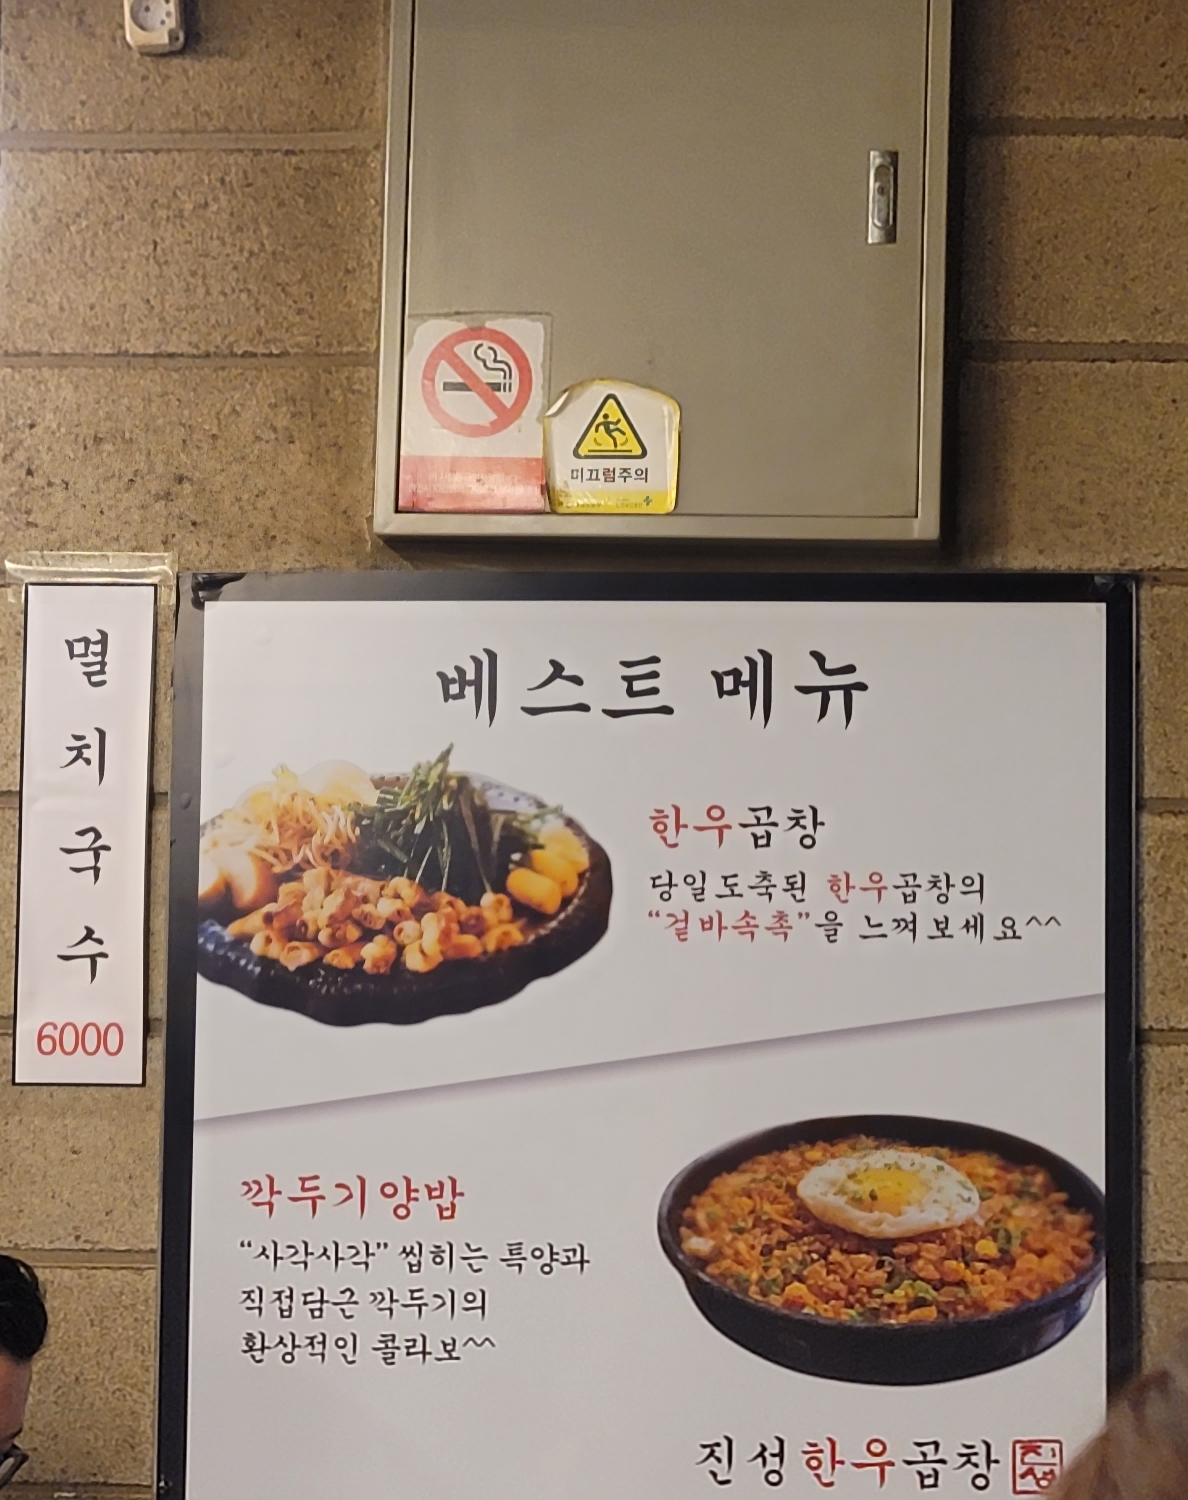 미끄럼주의
멸
치
국
수
6000
베스트 메뉴
한우곱창
당일도축된 한우곱창의
“겉바속촉”을 느껴보세요^^
깍두기양밥
“사각사각” 씹히는 특양과
직접담근 깍두기의
환상적인 콜라보^^
진성한우곱창
진성